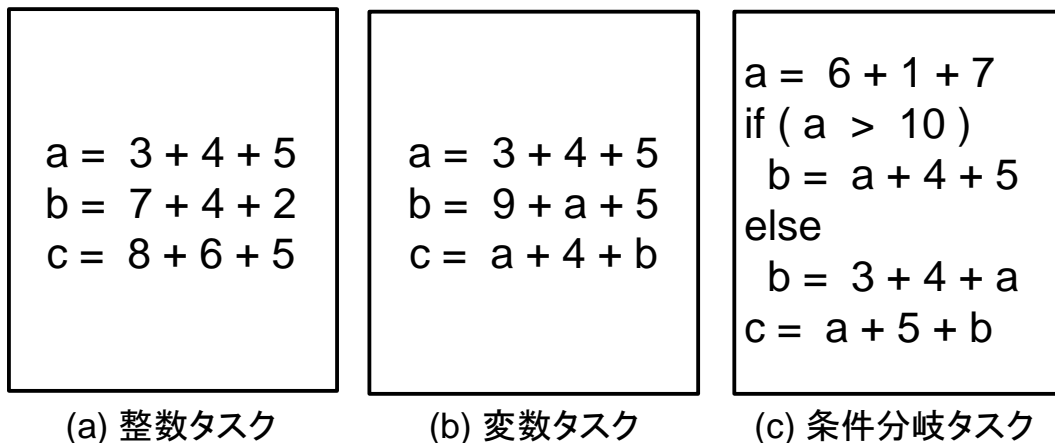 a = 3 + 4 + 5
b = 7 + 4 + 2
c = 8 + 6 + 5
(a) 整数タスク
a = 3 + 4 + 5
b = 9 + a + 5
c = a + 4 + b
(b) 変数タスク
a = 6 + 1 + 7
if ( a > 10 )
b = a + 4 + 5
else
b = 3 + 4 + a
c = a + 5 + b
(c) 条件分岐タスク